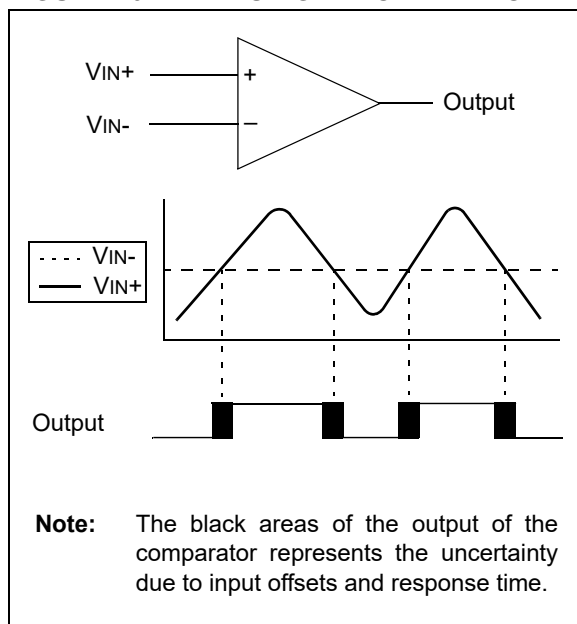 VIN+
+
Output
VIN-
–
VIN-
VIN+
Output
Note: The black areas of the output of the
comparator represents the uncertainty
due to input offsets and response time.